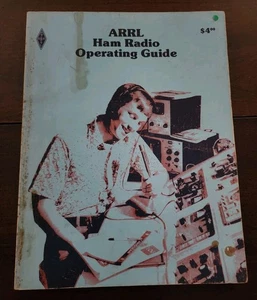 ARRL
Ham Radio
Operating Guide
$4.00